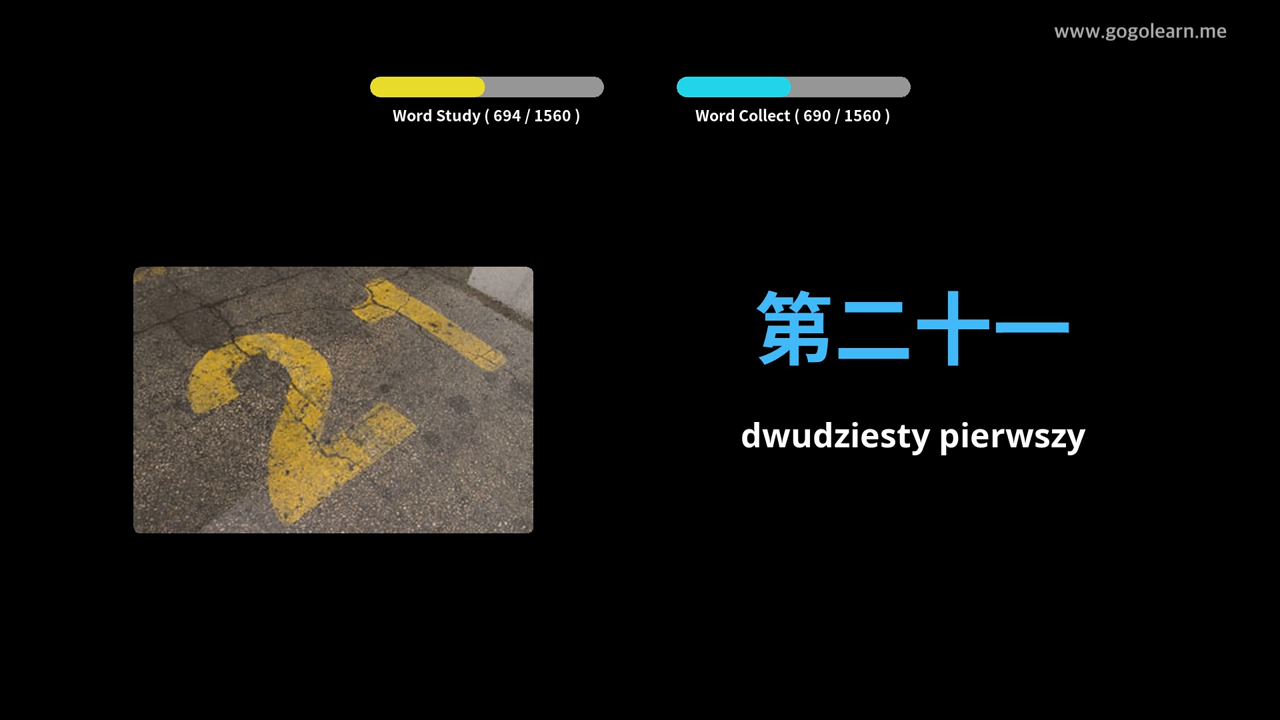 www.gogolearn.me
Word Study ( 694 / 1560 )
Word Collect ( 690 / 1560 )
21
第二十一
dwudziesty pierwszy